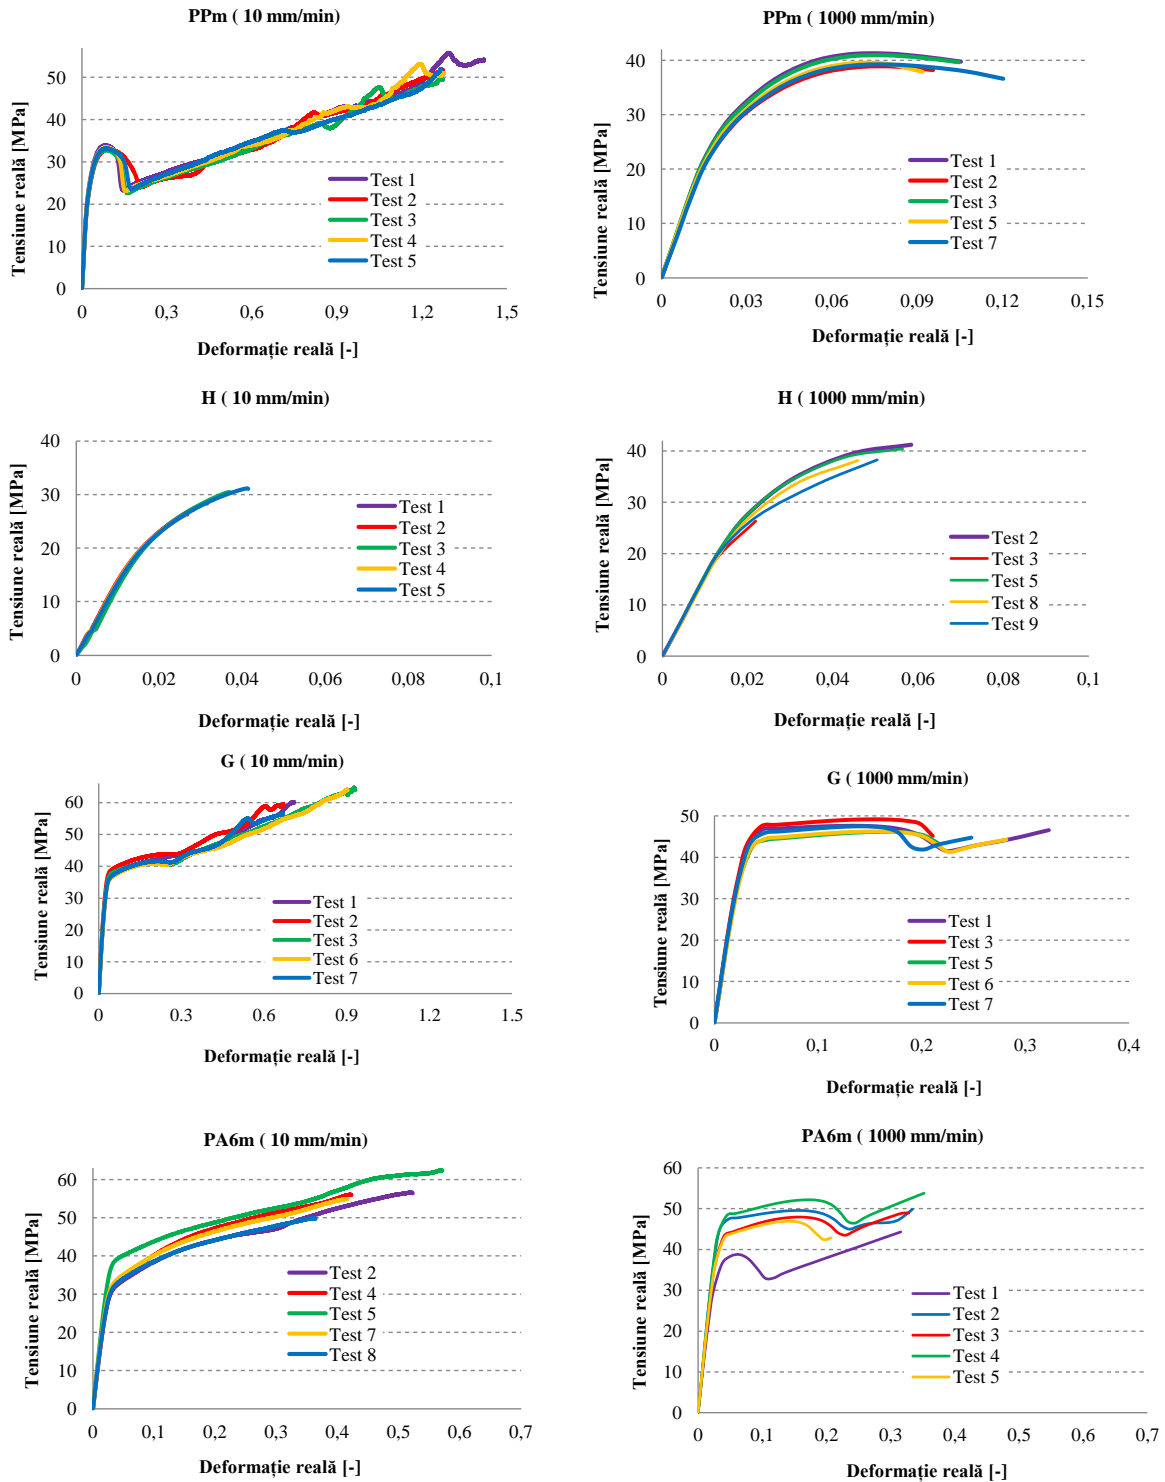 PPm ( 10 mm/min)
Tensiune reală [MPa]
50
40
30
20
10
0
0 0,3 0,6 0,9 1,2 1,5
Test 1
Test 2
Test 3
Test 4
Test 5
Deformație reală [-]
PPm ( 1000 mm/min)
Tensiune reală [MPa]
40
30
20
10
0
0 0,03 0,06 0,09 0,12 0,15
Test 1
Test 2
Test 3
Test 5
Test 7
Deformație reală [-]
H ( 10 mm/min)
Tensiune reală [MPa]
40
30
20
10
0
0 0,02 0,04 0,06 0,08 0,1
Test 1
Test 2
Test 3
Test 4
Test 5
Deformație reală [-]
H ( 1000 mm/min)
Tensiune reală [MPa]
40
30
20
10
0
0 0,02 0,04 0,06 0,08 0,1
Test 2
Test 3
Test 5
Test 8
Test 9
Deformație reală [-]
G ( 10 mm/min)
Tensiune reală [MPa]
60
50
40
30
20
10
0
0 0.3 0.6 0.9 1.2 1.5
Test 1
Test 2
Test 3
Test 6
Test 7
Deformație reală [-]
G ( 1000 mm/min)
Tensiune reală [MPa]
50
40
30
20
10
0
0 0,1 0,2 0,3 0,4
Test 1
Test 3
Test 5
Test 6
Test 7
Deformație reală [-]
PA6m ( 10 mm/min)
Tensiune reală [MPa]
60
50
40
30
20
10
0
0 0,1 0,2 0,3 0,4 0,5 0,6 0,7
Test 2
Test 4
Test 5
Test 7
Test 8
Deformație reală [-]
PA6m ( 1000 mm/min)
Tensiune reală [MPa]
60
50
40
30
20
10
0
0 0,1 0,2 0,3 0,4 0,5 0,6 0,7
Test 1
Test 2
Test 3
Test 4
Test 5
Deformație reală [-]